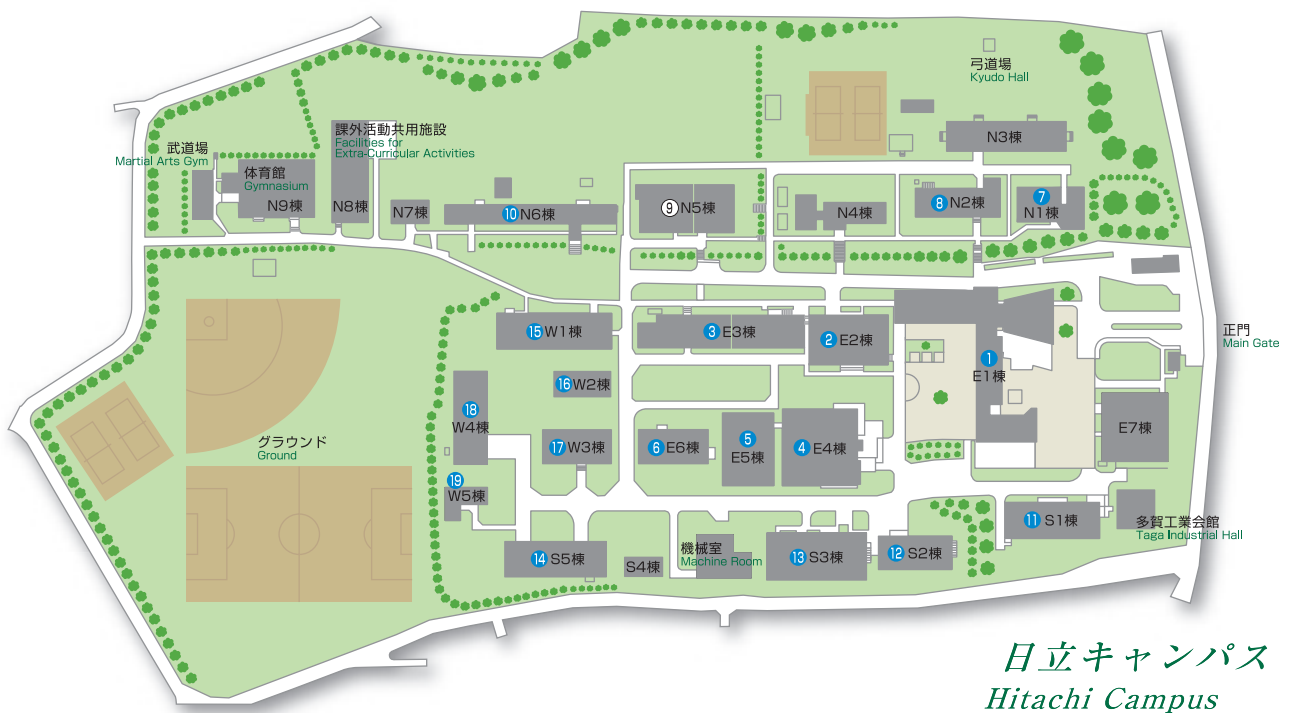 弓道場
Kyudo Hall
N3棟
課外活動共用施設
Facilities for
Extra-Curricular Activities
武道場
Martial Arts Gym
体育館
Gymnasium
N9棟
N8棟
N7棟
⑩ N6棟
⑨ N5棟
N4棟
⑧ N2棟
⑦
N1棟
⑮ W1棟
③ E3棟
② E2棟
①
E1棟
正門
Main Gate
⑯ W2棟
⑱
W4棟
⑰ W3棟
⑥ E6棟
⑤
E5棟
④ E4棟
E7棟
グラウンド
Ground
⑲
W5棟
⑪ S1棟
多賀工業会館
Taga Industrial Hall
⑭ S5棟
S4棟
機械室
Machine Room
⑬ S3棟
⑫ S2棟
日立キャンパス
Hitachi Campus